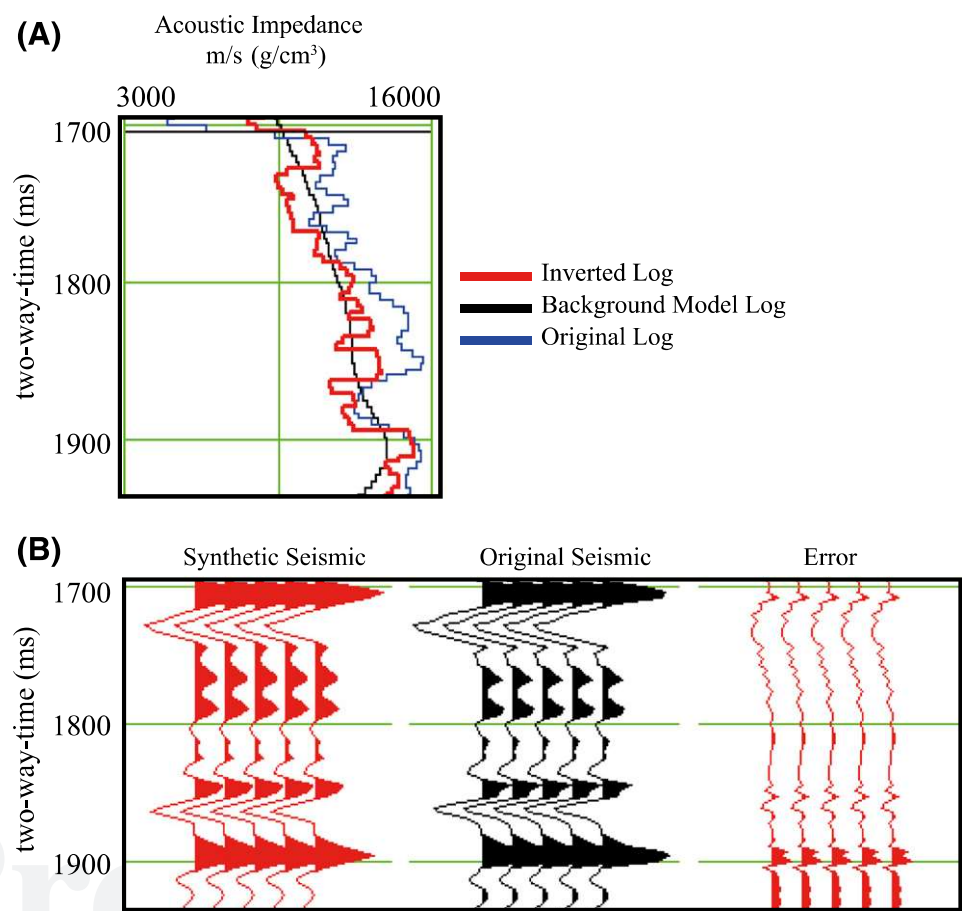 (A)
Acoustic Impedance
m/s (g/cm³)
3000 16000
1700
1800
1900
two-way-time (ms)
Inverted Log
Background Model Log
Original Log
(B)
Synthetic Seismic Original Seismic Error
1700
1800
1900
two-way-time (ms)